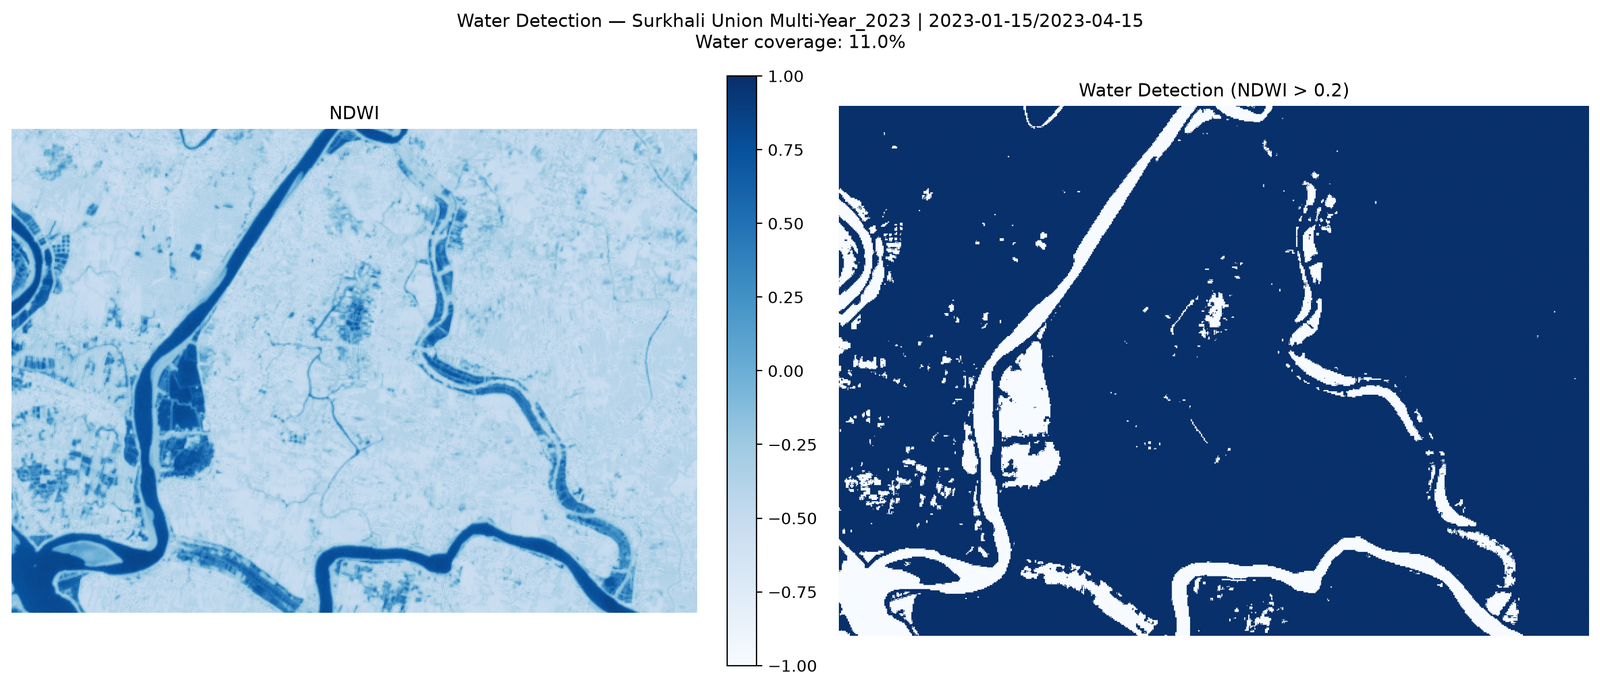 Water Detection — Surkhali Union Multi-Year_2023 | 2023-01-15/2023-04-15
Water coverage: 11.0%
NDWI
1.00
0.75
0.50
0.25
0.00
−0.25
−0.50
−0.75
−1.00
Water Detection (NDWI > 0.2)